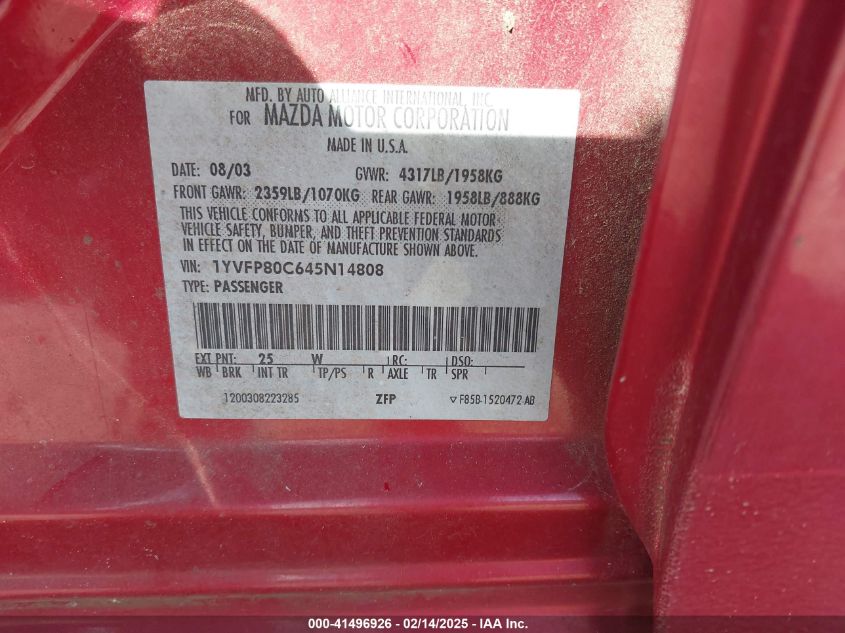 MFD. BY AUTO ALLIANCE INTERNATIONAL, INC.
FOR MAZDA MOTOR CORPORATION
MADE IN U.S.A.
DATE: 08/03 GVWR: 4317LB/1958KG
FRONT GAWR: 2359LB/1070KG REAR GAWR: 1958LB/888KG
THIS VEHICLE CONFORMS TO ALL APPLICABLE FEDERAL MOTOR
VEHICLE SAFETY, BUMPER, AND THEFT PREVENTION STANDARDS
IN EFFECT ON THE DATE OF MANUFACTURE SHOWN ABOVE.
VIN: 1YVFP80C645N14808
TYPE: PASSENGER
EXT PNT: 25 W RC: DSO:
WB BRK INT TR TP/PS R AXLE TR SPR
1200308223285 ZFP F85B-1520472-AB
000-41496926 - 02/14/2025 - IAA Inc.